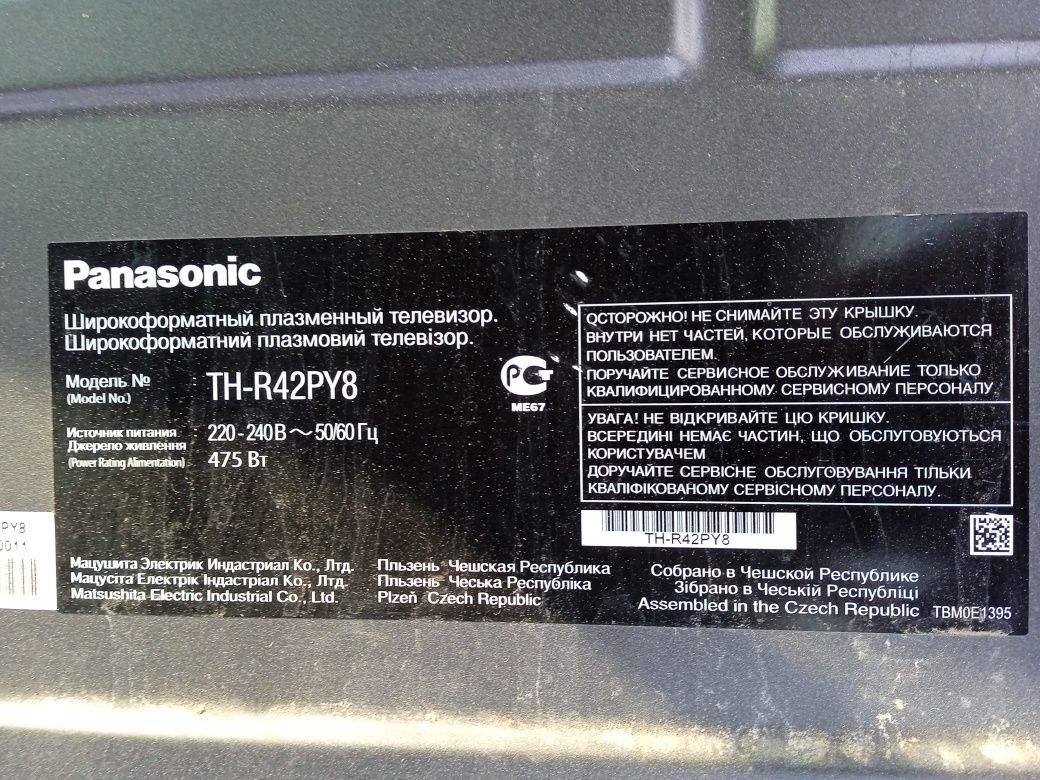 Panasonic
Широкоформатный плазменный телевизор.
Широкоформатний плазмовий телевізор.
Модель №
(Model No.)
TH-R42PY8
Источник питания : 220-240В ~ 50/60 Гц
Джерело живлення
(Power Rating Alimentation) 475 Вт
РСТ
МЕ67
ОСТОРОЖНО! НЕ СНИМАЙТЕ ЭТУ КРЫШКУ.
ВНУТРИ НЕТ ЧАСТЕЙ, КОТОРЫЕ ОБСЛУЖИВАЮТСЯ
ПОЛЬЗОВАТЕЛЕМ.
ПОРУЧАЙТЕ СЕРВИСНОЕ ОБСЛУЖИВАНИЕ ТОЛЬКО
КВАЛИФИЦИРОВАННОМУ СЕРВИСНОМУ ПЕРСОНАЛУ.
УВАГА! НЕ ВІДКРИВАЙТЕ ЦЮ КРИШКУ.
ВСЕРЕДИНІ НЕМАЄ ЧАСТИН, ЩО ОБСЛУГОВУЮТЬСЯ
КОРИСТУВАЧЕМ
ДОРУЧАЙТЕ СЕРВІСНЕ ОБСЛУГОВУВАННЯ ТІЛЬКИ
КВАЛІФІКОВАНОМУ СЕРВІСНОМУ ПЕРСОНАЛУ.
TH-R42PY8
PY8
0011
Мацушита Электрик Индастриал Ко., Лтд.
Мацусіта Електрік Індастріал Ко., Лтд.
Matsushita Electric Industrial Co., Ltd.
Пльзень Чешская Республика
Пльзень Чеська Республіка
Plzeň Czech Republic
Собрано в Чешской Республике
Зібрано в Чеській Республіці
Assembled in the Czech Republic
TBM0E1395